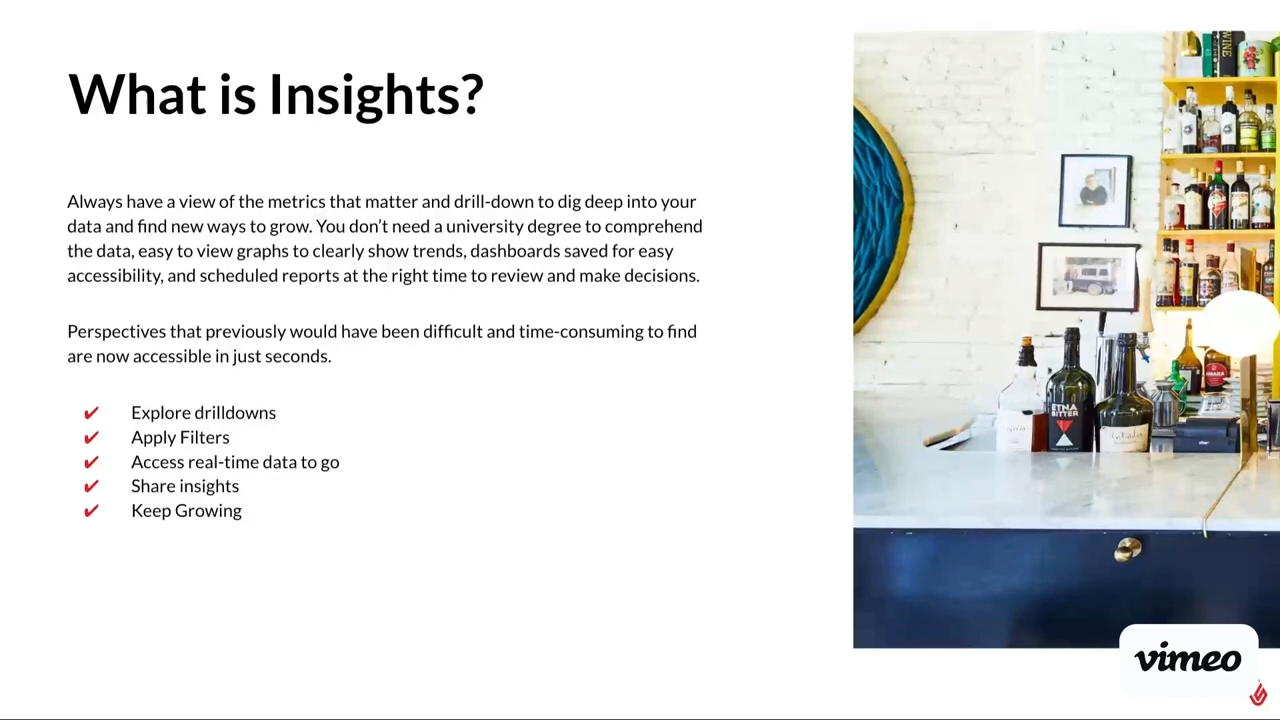 What is Insights?
Always have a view of the metrics that matter and drill-down to dig deep into your
data and find new ways to grow. You don’t need a university degree to comprehend
the data, easy to view graphs to clearly show trends, dashboards saved for easy
accessibility, and scheduled reports at the right time to review and make decisions.
Perspectives that previously would have been difficult and time-consuming to find
are now accessible in just seconds.
✔ Explore drilldowns
✔ Apply Filters
✔ Access real-time data to go
✔ Share insights
✔ Keep Growing
WINE
ETNA
BITTER
vimeo